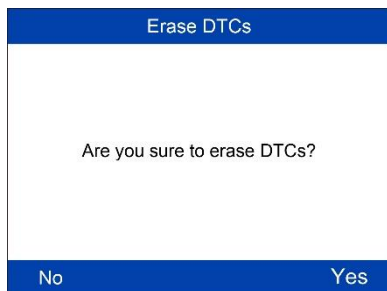 Erase DTCs
Are you sure to erase DTCs?
No Yes